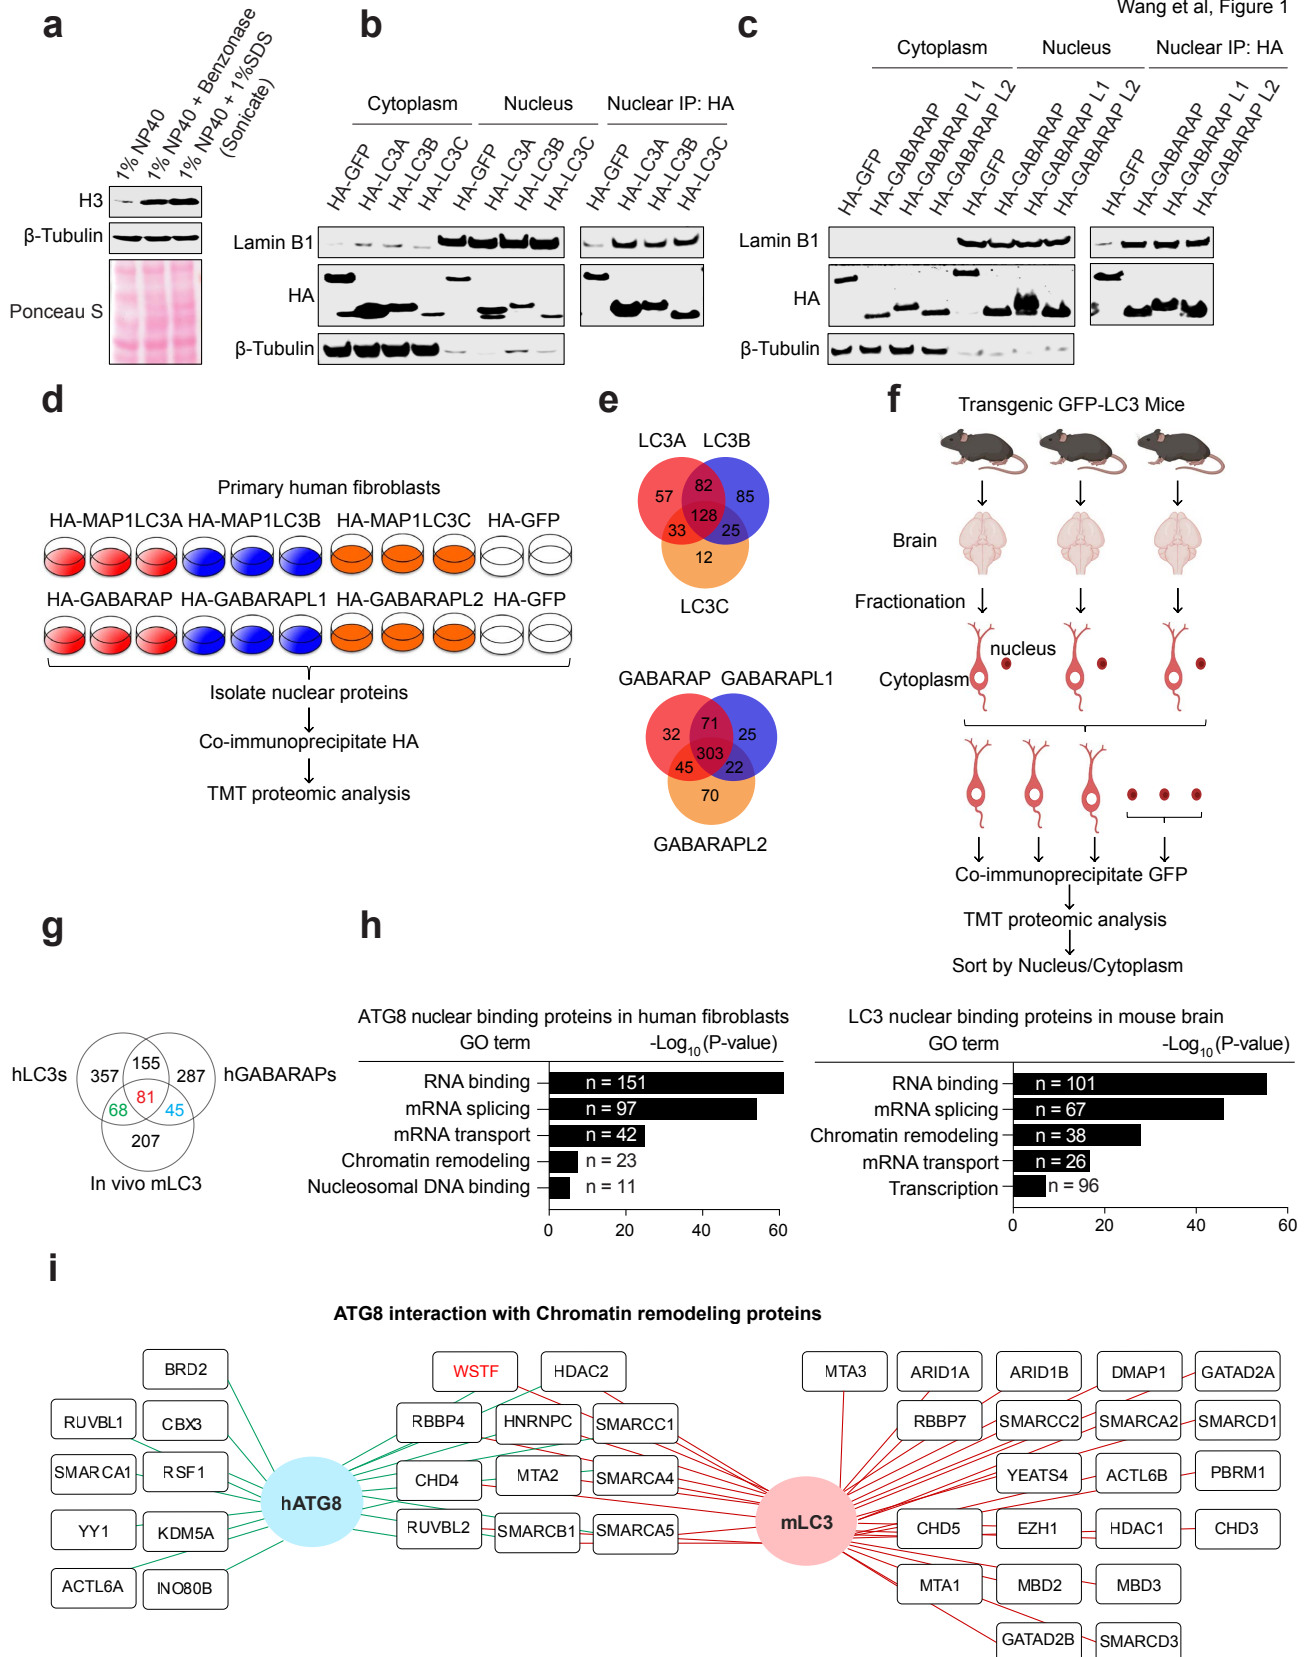 Wang et al, Figure 1
a
1% NP40
1% NP40 + Benzonase
1% NP40 + 1%SDS
(Sonicate)
H3
β-Tubulin
Ponceau S
b
Cytoplasm Nucleus Nuclear IP: HA
HA-GFP HA-LC3A HA-LC3B HA-LC3C HA-GFP HA-LC3A HA-LC3B HA-LC3C HA-GFP HA-LC3A HA-LC3B HA-LC3C
Lamin B1
HA
β-Tubulin
c
Cytoplasm Nucleus Nuclear IP: HA
HA-GFP HA-GABARAP HA-GABARAP L1 HA-GABARAP L2 HA-GFP HA-GABARAP HA-GABARAP L1 HA-GABARAP L2 HA-GFP HA-GABARAP HA-GABARAP L1 HA-GABARAP L2
Lamin B1
HA
β-Tubulin
d
Primary human fibroblasts
HA-MAP1LC3A HA-MAP1LC3B HA-MAP1LC3C HA-GFP
HA-GABARAP HA-GABARAPL1 HA-GABARAPL2 HA-GFP
Isolate nuclear proteins
Co-immunoprecipitate HA
TMT proteomic analysis
e
LC3A LC3B
57 82 85
128
33 25
12
LC3C
GABARAP GABARAPL1
32 71 25
303
45 22
70
GABARAPL2
f
Transgenic GFP-LC3 Mice
Brain
Fractionation
nucleus
Cytoplasm
Co-immunoprecipitate GFP
TMT proteomic analysis
Sort by Nucleus/Cytoplasm
g
hLC3s hGABARAPs
357 155 287
81
68 45
207
In vivo mLC3
h
ATG8 nuclear binding proteins in human fibroblasts
GO term -Log10 (P-value)
RNA binding n = 151
mRNA splicing n = 97
mRNA transport n = 42
Chromatin remodeling n = 23
Nucleosomal DNA binding n = 11
0 20 40 60
LC3 nuclear binding proteins in mouse brain
GO term -Log10 (P-value)
RNA binding n = 101
mRNA splicing n = 67
Chromatin remodeling n = 38
mRNA transport n = 26
Transcription n = 96
0 20 40 60
i
ATG8 interaction with Chromatin remodeling proteins
BRD2 WSTF HDAC2 MTA3 ARID1A ARID1B DMAP1 GATAD2A
RUVBL1 CBX3 RBBP4 HNRNPC SMARCC1 RBBP7 SMARCC2 SMARCA2 SMARCD1
SMARCA1 RSF1 CHD4 MTA2 SMARCA4 YEATS4 ACTL6B PBRM1
hATG8 mLC3
YY1 KDM5A RUVBL2 SMARCB1 SMARCA5 CHD5 EZH1 HDAC1 CHD3
ACTL6A INO80B MTA1 MBD2 MBD3
GATAD2B SMARCD3